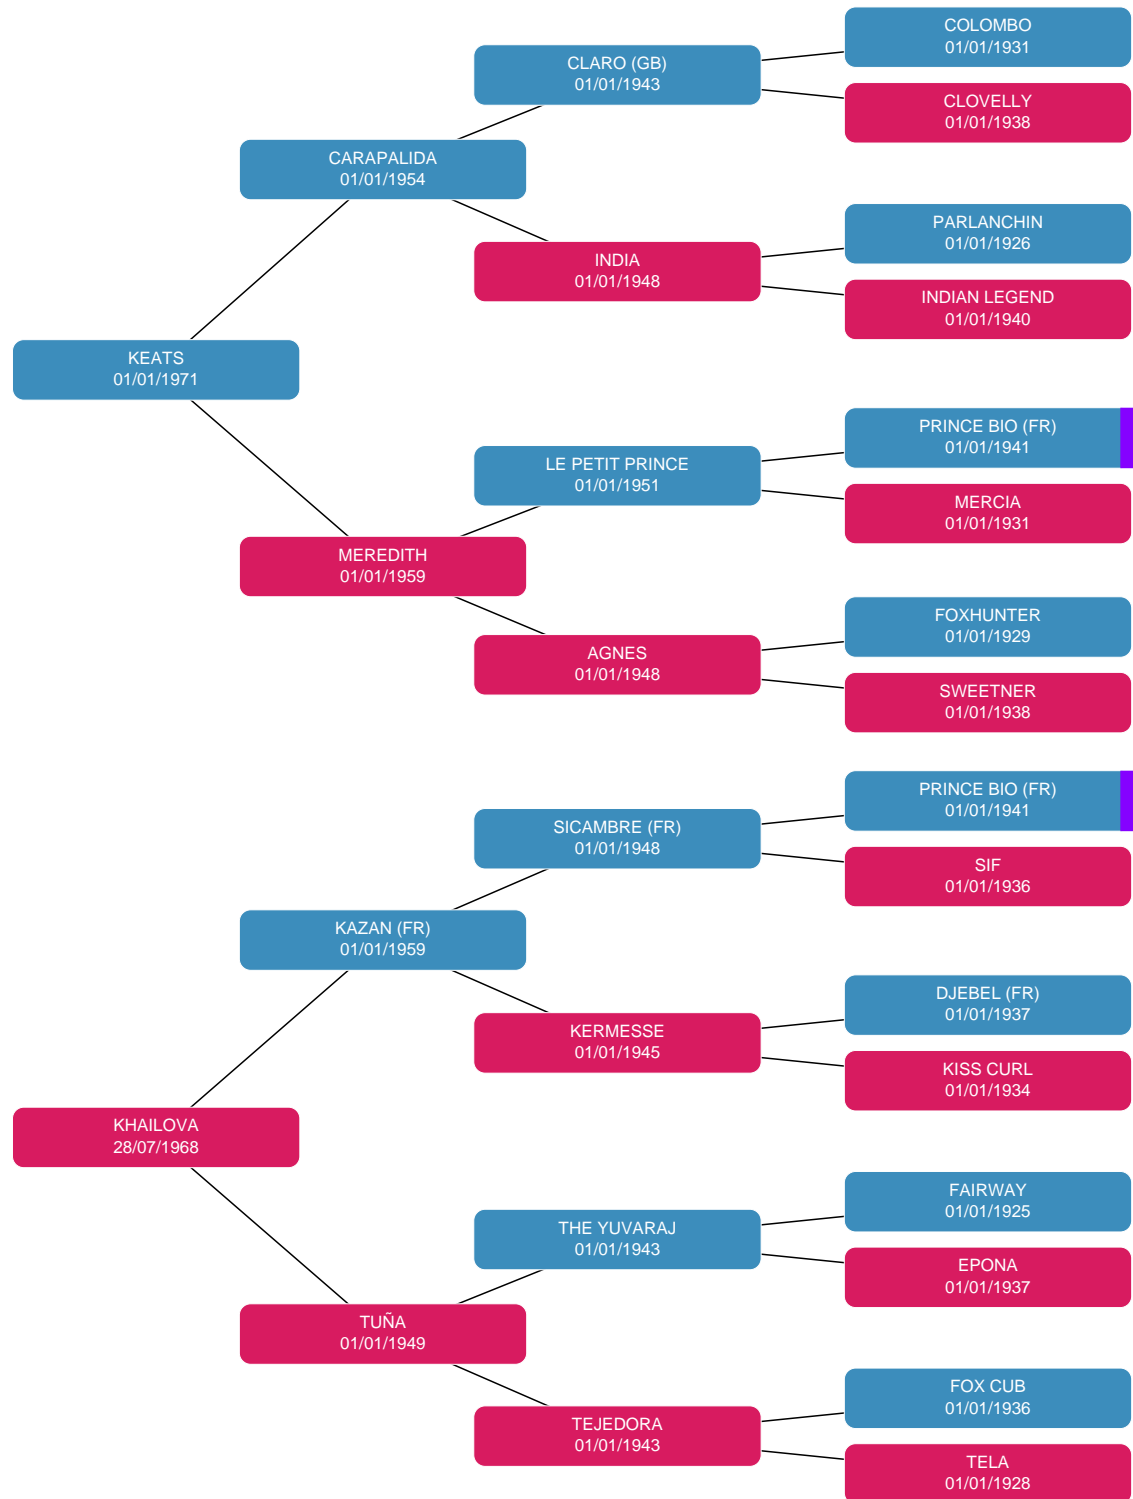 COLOMBO
01/01/1931
CLARO (GB)
01/01/1943
CLOVELLY
01/01/1938
CARAPALIDA
01/01/1954
PARLANCHIN
01/01/1926
INDIA
01/01/1948
INDIAN LEGEND
01/01/1940
KEATS
01/01/1971
PRINCE BIO (FR)
01/01/1941
LE PETIT PRINCE
01/01/1951
MERCIA
01/01/1931
MEREDITH
01/01/1959
FOXHUNTER
01/01/1929
AGNES
01/01/1948
SWEETNER
01/01/1938
PRINCE BIO (FR)
01/01/1941
SICAMBRE (FR)
01/01/1948
SIF
01/01/1936
KAZAN (FR)
01/01/1959
DJEBEL (FR)
01/01/1937
KERMESSE
01/01/1945
KISS CURL
01/01/1934
KHAILOVA
28/07/1968
FAIRWAY
01/01/1925
THE YUVARAJ
01/01/1943
EPONA
01/01/1937
TUÑA
01/01/1949
FOX CUB
01/01/1936
TEJEDORA
01/01/1943
TELA
01/01/1928